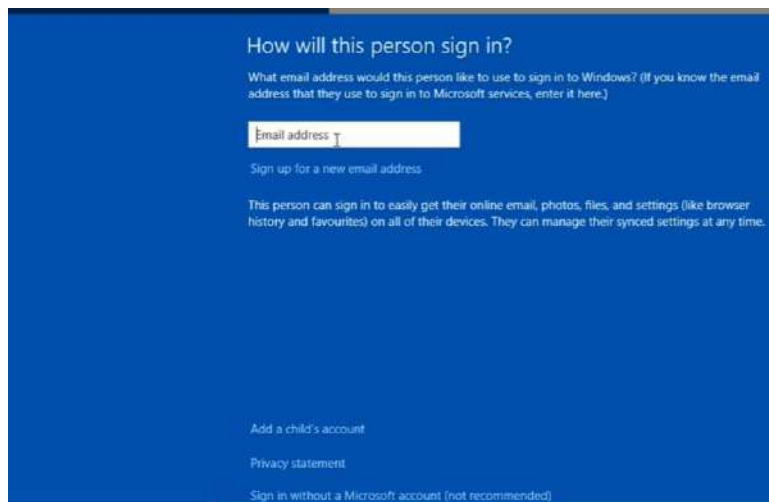 How will this person sign in?
What email address would this person like to use to sign in to Windows? (If you know the email
address that they use to sign in to Microsoft services, enter it here.)
Email address
Sign up for a new email address
This person can sign in to easily get their online email, photos, files, and settings (like browser
history and favourites) on all of their devices. They can manage their synced settings at any time.
Add a child's account
Privacy statement
Sign in without a Microsoft account (not recommended)